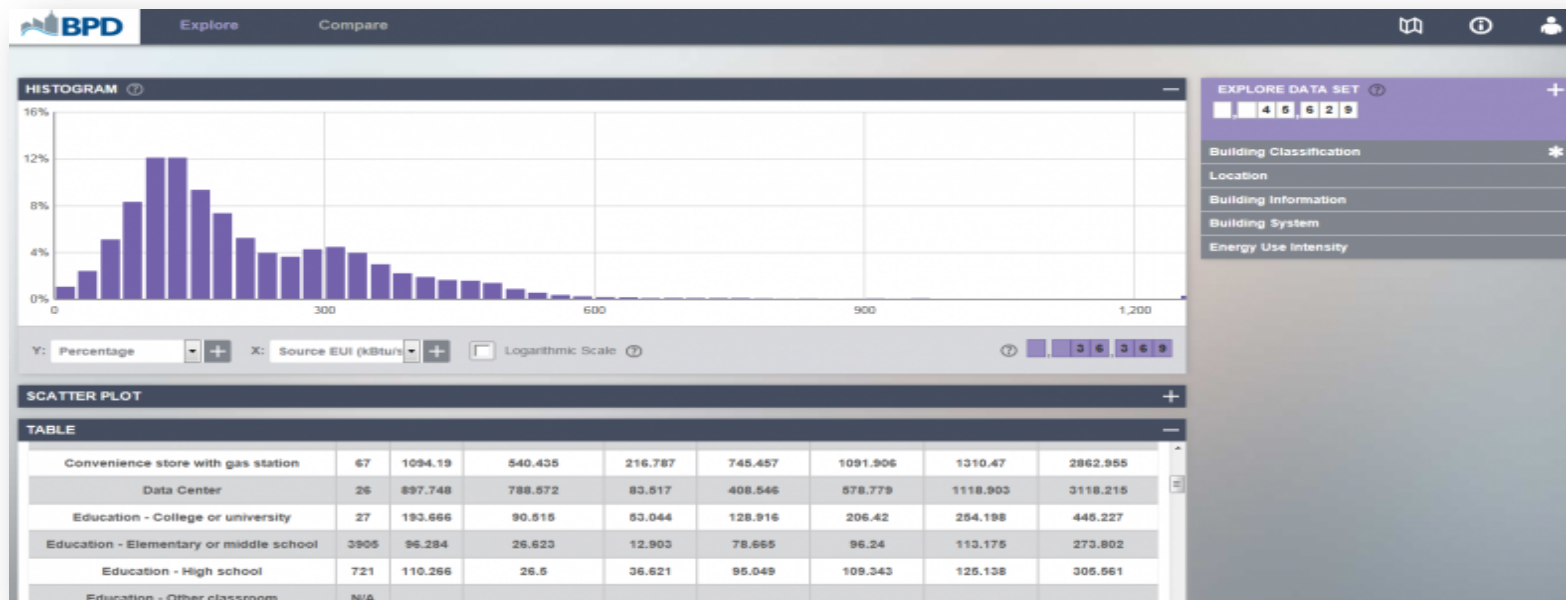 BPD Explore Compare
HISTOGRAM
16%
12%
8%
4%
0%
0 300 600 900 1,200
Y: Percentage X: Source EUI (kBtu/s Logarithmic Scale 36,369
SCATTER PLOT
TABLE
Convenience store with gas station 67 1094.19 540.435 216.787 745.457 1091.906 1310.47 2862.955
Data Center 26 897.748 788.572 83.517 408.546 578.779 1118.903 3118.215
Education - College or university 27 193.666 90.515 53.044 128.916 206.42 254.198 445.227
Education - Elementary or middle school 3905 96.284 26.623 12.903 78.665 96.24 113.175 273.802
Education - High school 721 110.266 26.5 36.621 95.049 109.343 125.138 305.561
Education - Other classroom N/A
EXPLORE DATA SET
45,629
Building Classification
Location
Building Information
Building System
Energy Use Intensity